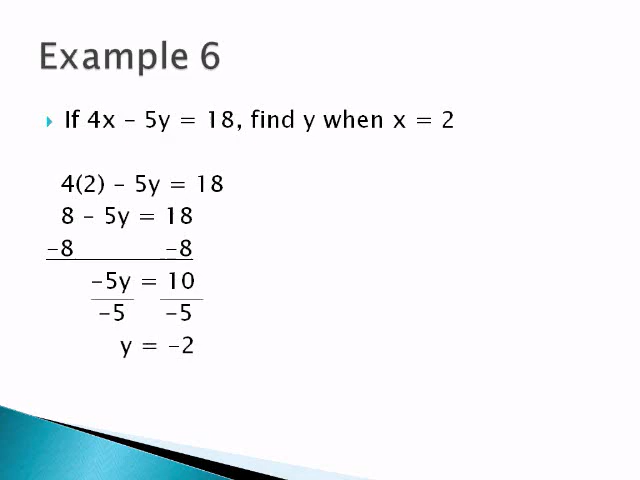 Example 6
If 4x – 5y = 18, find y when x = 2
4(2) – 5y = 18
8 – 5y = 18
–8 –8
–5y = 10
–5 –5
y = –2